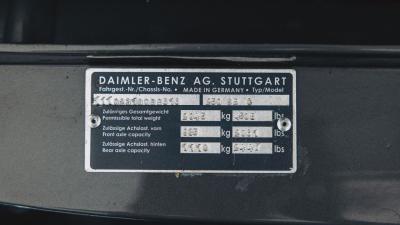 DAIMLER-BENZ AG. STUTTGART
Fahrgest.-Nr./Chassis-No. • MADE IN GERMANY • Typ/Model
Zulässiges Gesamtgewicht
Permissible total weight kg lbs
Zulässige Achslast. vorn
Front axle capacity kg lbs.
Zulässige Achslast. hinten
Rear axle capacity kg lbs